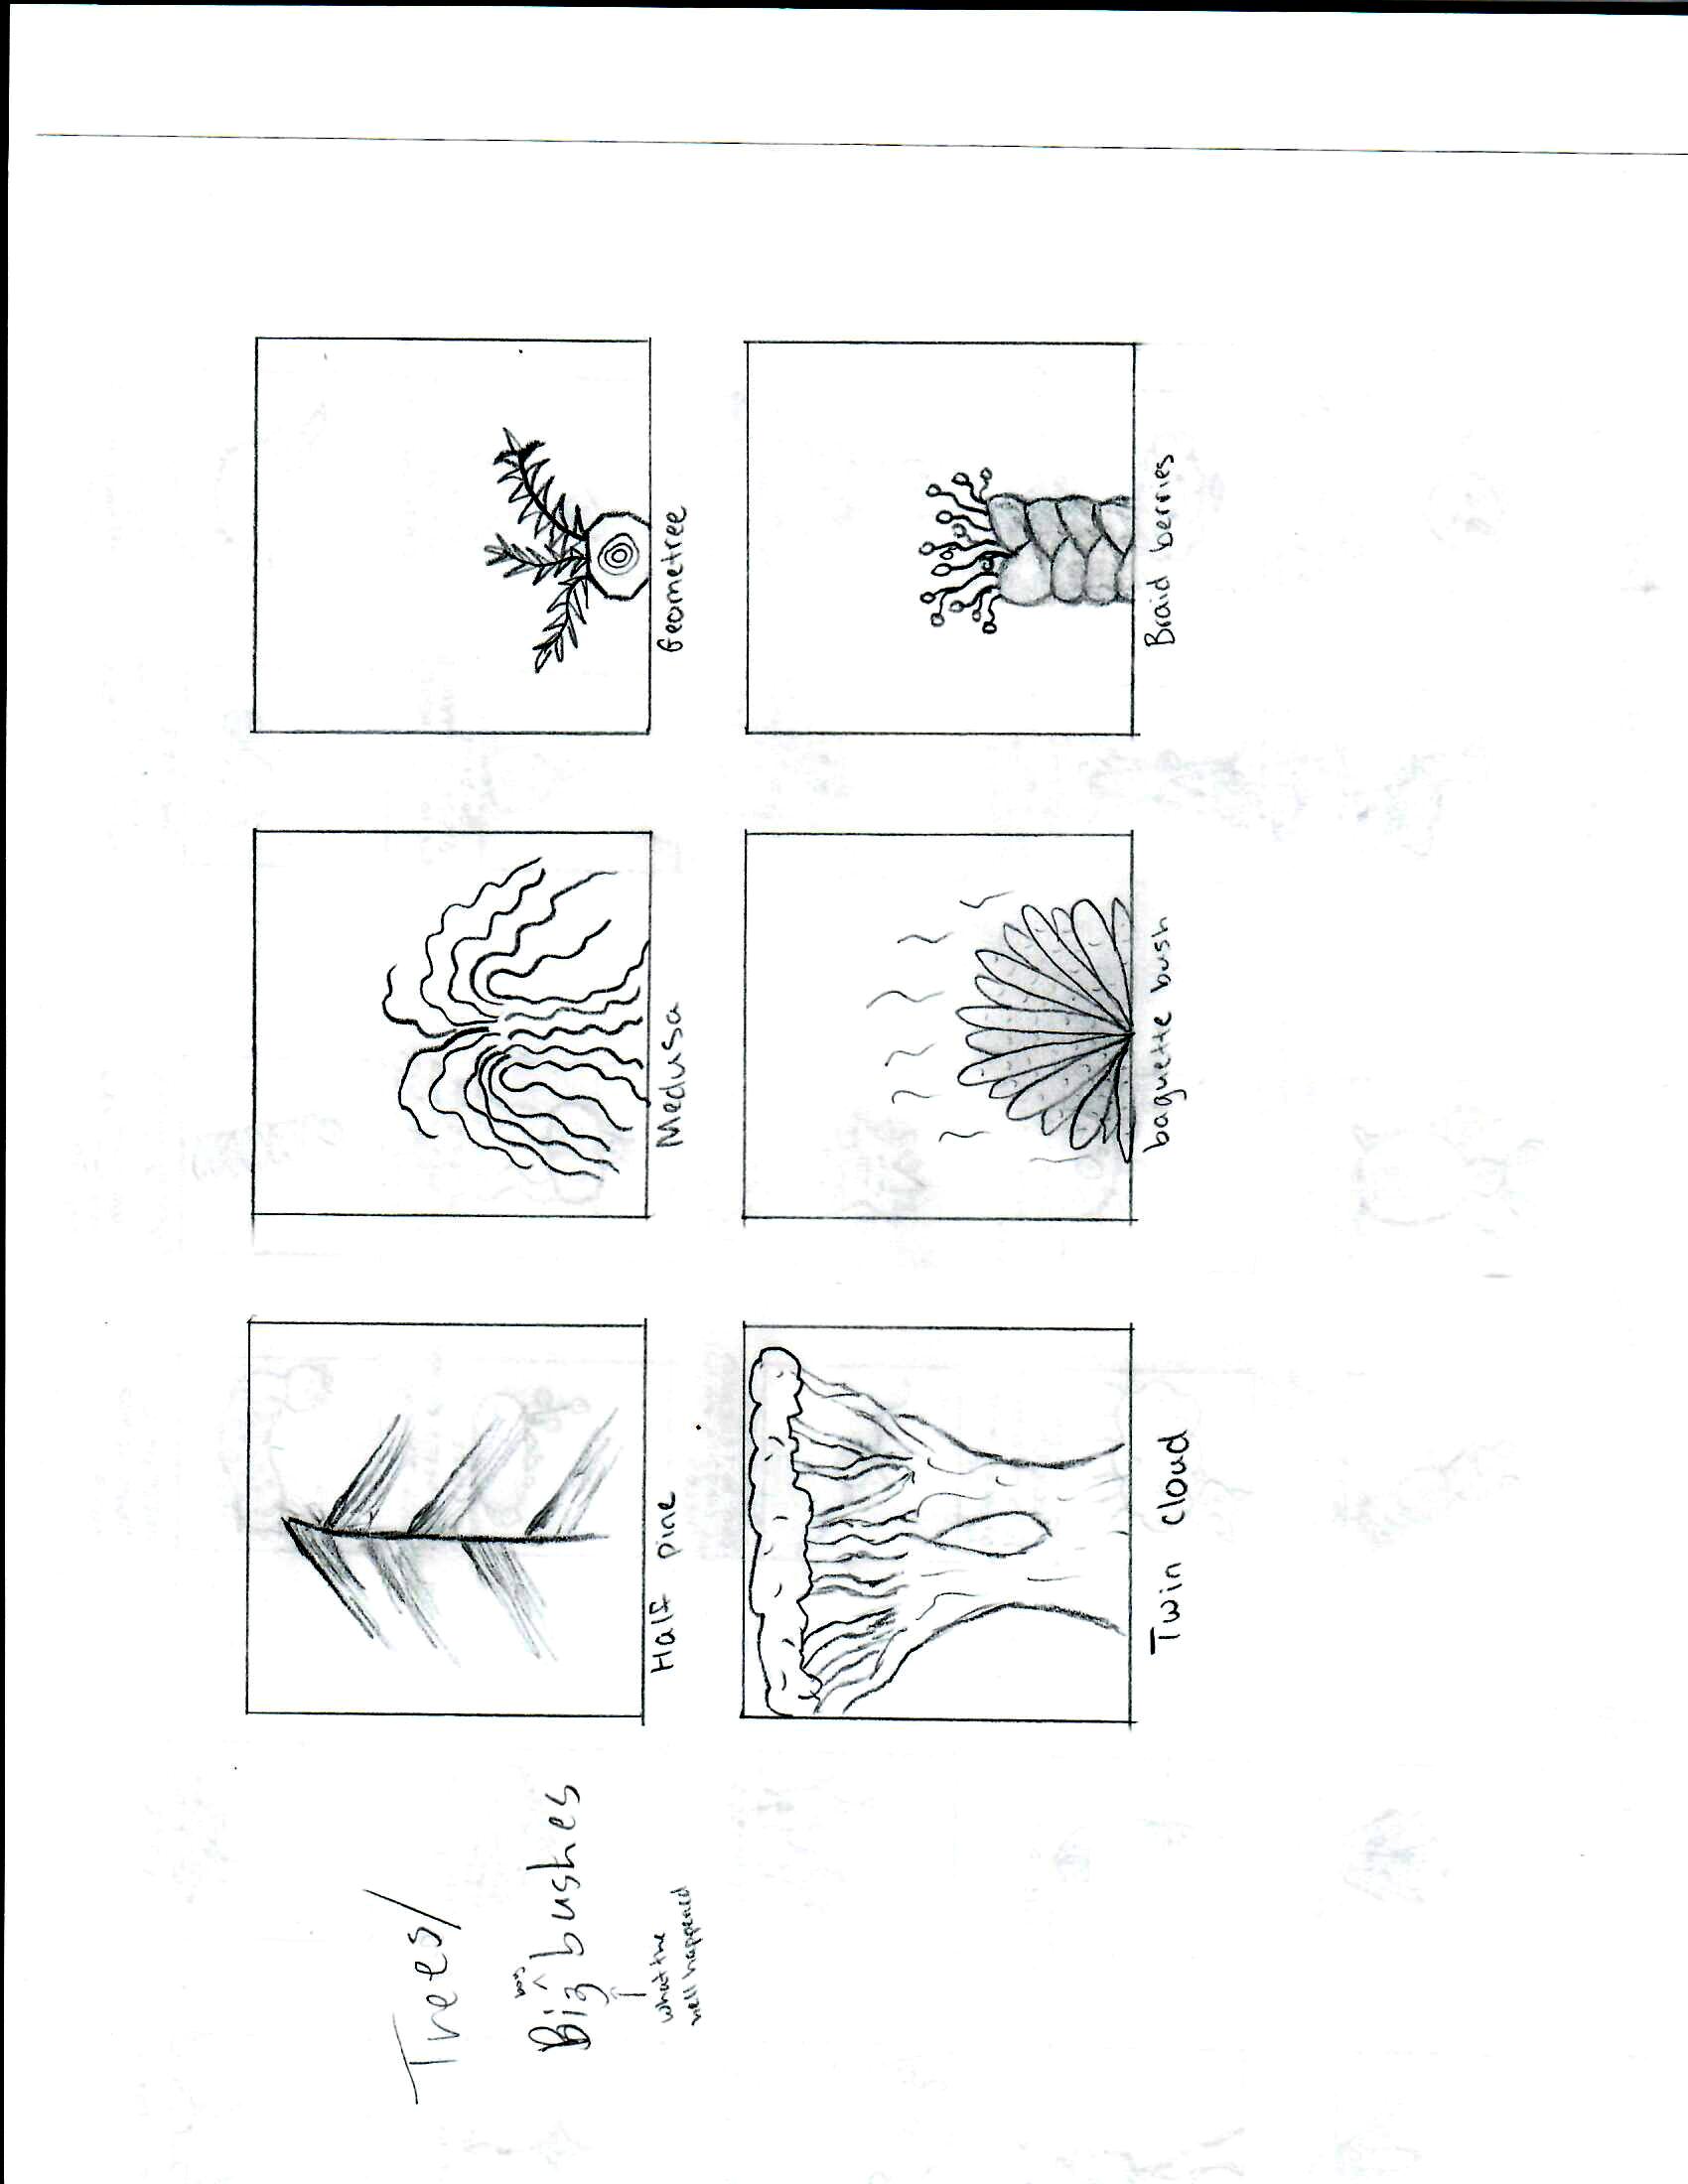 Trees/
Big bushes
what the
hell happened
Half pine
Medusa
Geometree
Twin cloud
baguette bush
Braid berries